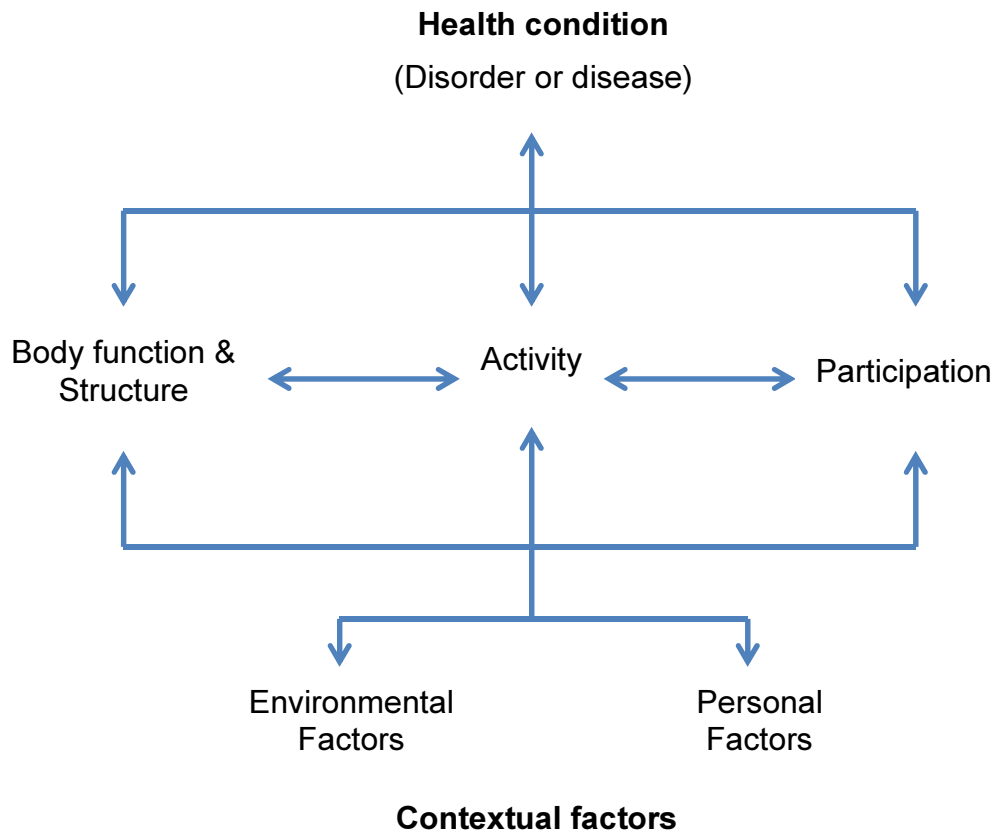 Health condition
(Disorder or disease)
Body function &
Structure
Activity
Participation
Environmental
Factors
Personal
Factors
Contextual factors